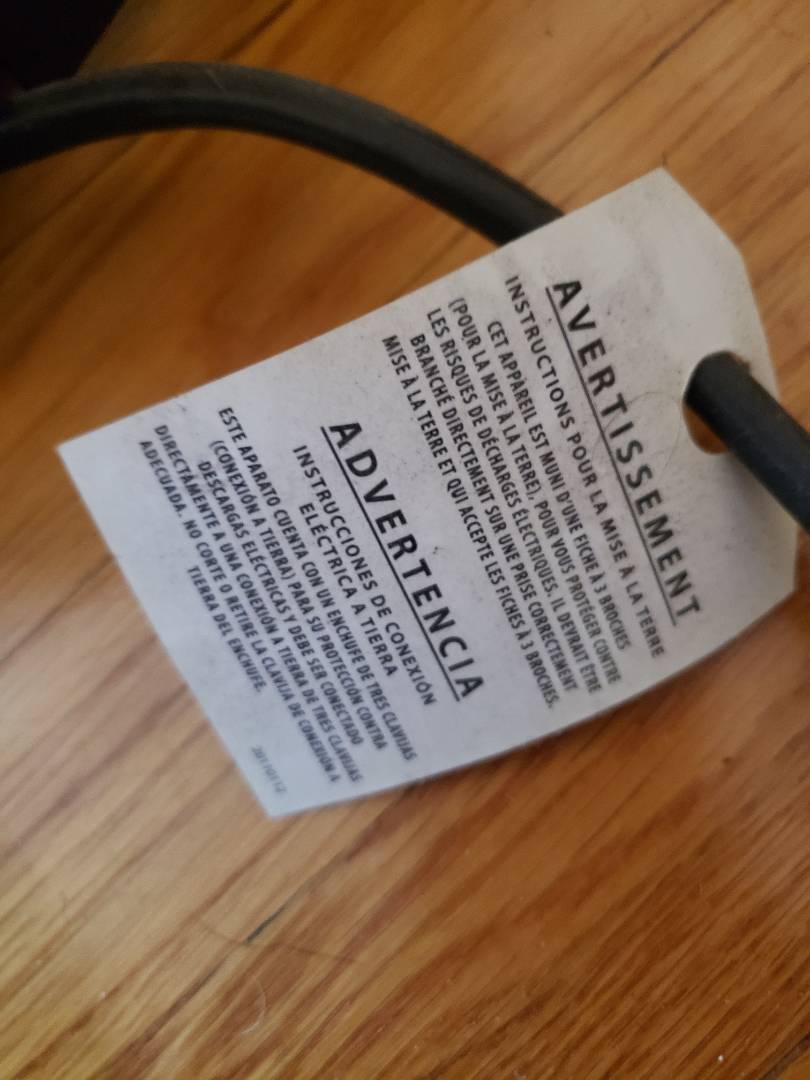 AVERTISSEMENT
INSTRUCTIONS POUR LA MISE À LA TERRE
CET APPAREIL EST MUNI D'UNE FICHE À 3 BROCHES
(POUR LA MISE À LA TERRE). POUR VOUS PROTÉGER CONTRE
LES RISQUES DE DÉCHARGES ÉLECTRIQUES, IL DEVRAIT ÊTRE
BRANCHÉ DIRECTEMENT SUR UNE PRISE CORRECTEMENT
MISE À LA TERRE ET QUI ACCEPTE LES FICHES À 3 BROCHES.
ADVERTENCIA
INSTRUCCIONES DE CONEXIÓN
ELÉCTRICA A TIERRA
ESTE APARATO CUENTA CON UN ENCHUFE DE TRES CLAVIJAS
(CONEXIÓN A TIERRA) PARA SU PROTECCIÓN CONTRA
DESCARGAS ELÉCTRICAS Y DEBE SER CONECTADO
DIRECTAMENTE A UNA CONEXIÓN A TIERRA DE TRES CLAVIJAS
ADECUADA. NO CORTE O RETIRE LA CLAVIJA DE CONEXIÓN A
TIERRA DEL ENCHUFE.